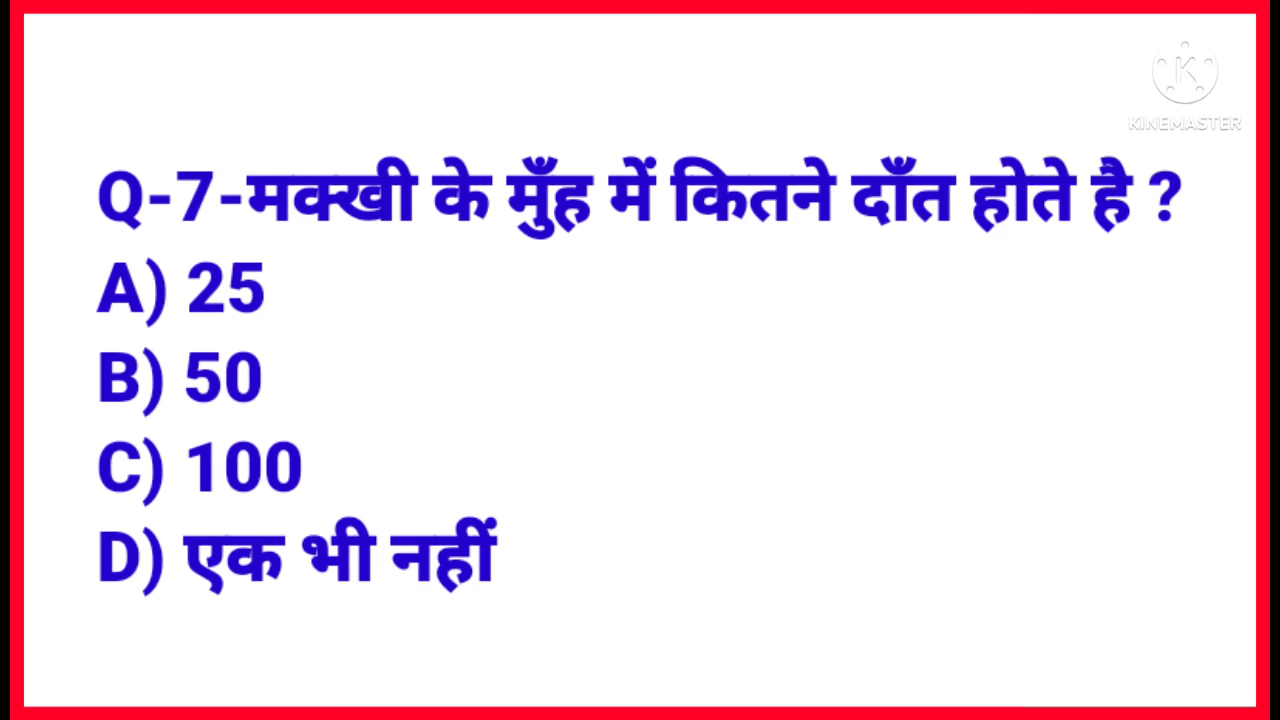 KINEMASTER
Q-7-मक्खी के मुँह में कितने दाँत होते है ?
A) 25
B) 50
C) 100
D) एक भी नहीं